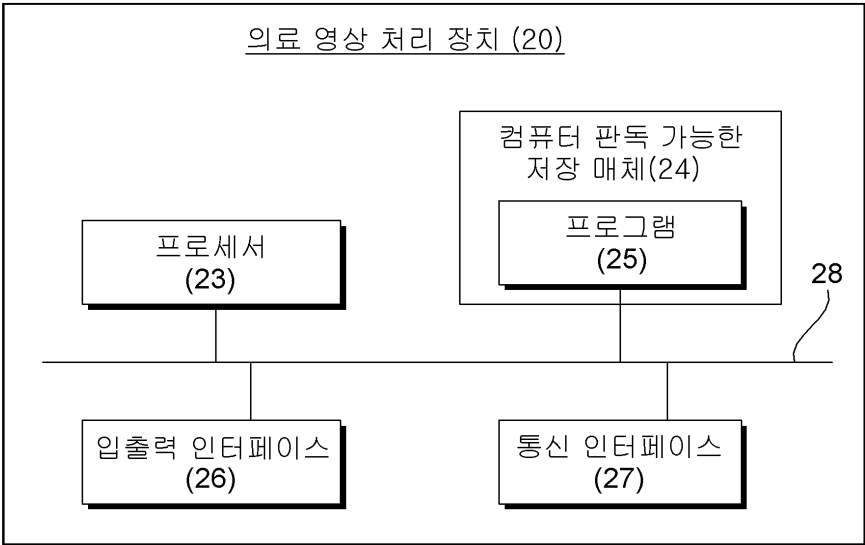 의료 영상 처리 장치 (20)
컴퓨터 판독 가능한
저장 매체(24)
프로세서
(23)
프로그램
(25)
28
입출력 인터페이스
(26)
통신 인터페이스
(27)